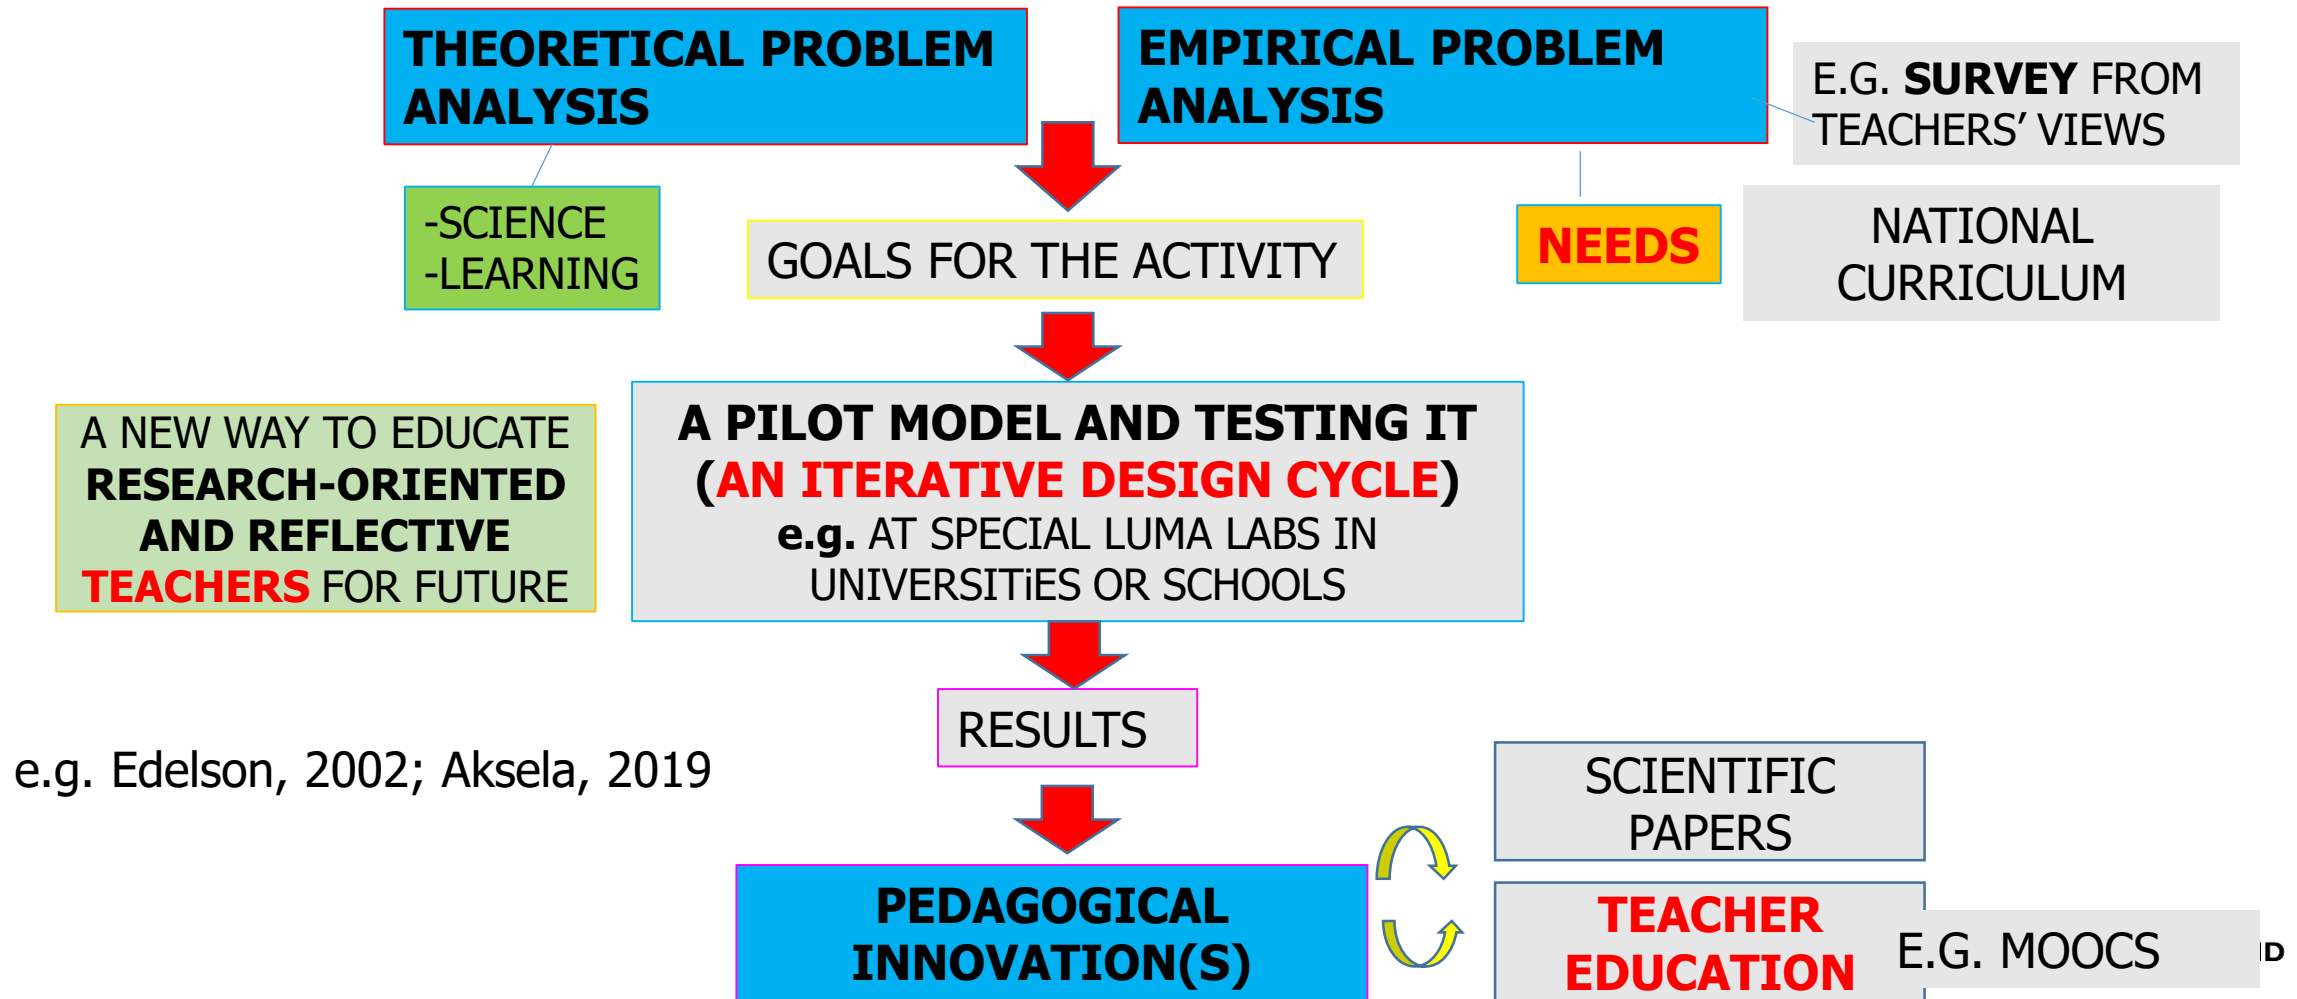 THEORETICAL PROBLEM
ANALYSIS
EMPIRICAL PROBLEM
ANALYSIS
E.G. SURVEY FROM
TEACHERS’ VIEWS
-SCIENCE
-LEARNING
GOALS FOR THE ACTIVITY
NEEDS
NATIONAL
CURRICULUM
A NEW WAY TO EDUCATE
RESEARCH-ORIENTED
AND REFLECTIVE
TEACHERS FOR FUTURE
A PILOT MODEL AND TESTING IT
(AN ITERATIVE DESIGN CYCLE)
e.g. AT SPECIAL LUMA LABS IN
UNIVERSITiES OR SCHOOLS
RESULTS
e.g. Edelson, 2002; Aksela, 2019
SCIENTIFIC
PAPERS
PEDAGOGICAL
INNOVATION(S)
TEACHER
EDUCATION
E.G. MOOCS